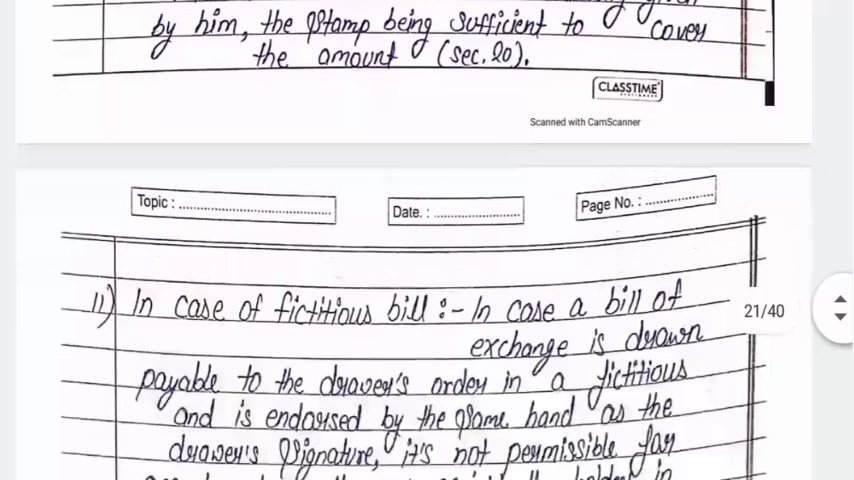 by him, the stamp being sufficient to
cover
the amount (sec. 20).
CLASSTIME
Scanned with CamScanner
Topic :
Date. :
Page No. :
11) In case of fictitious bill :- In case a bill of
exchange is drawn
21/40
payable to the drawer's order in a fictitious
and is endorsed by the same hand as the
drawer's signature, it's not permissible for